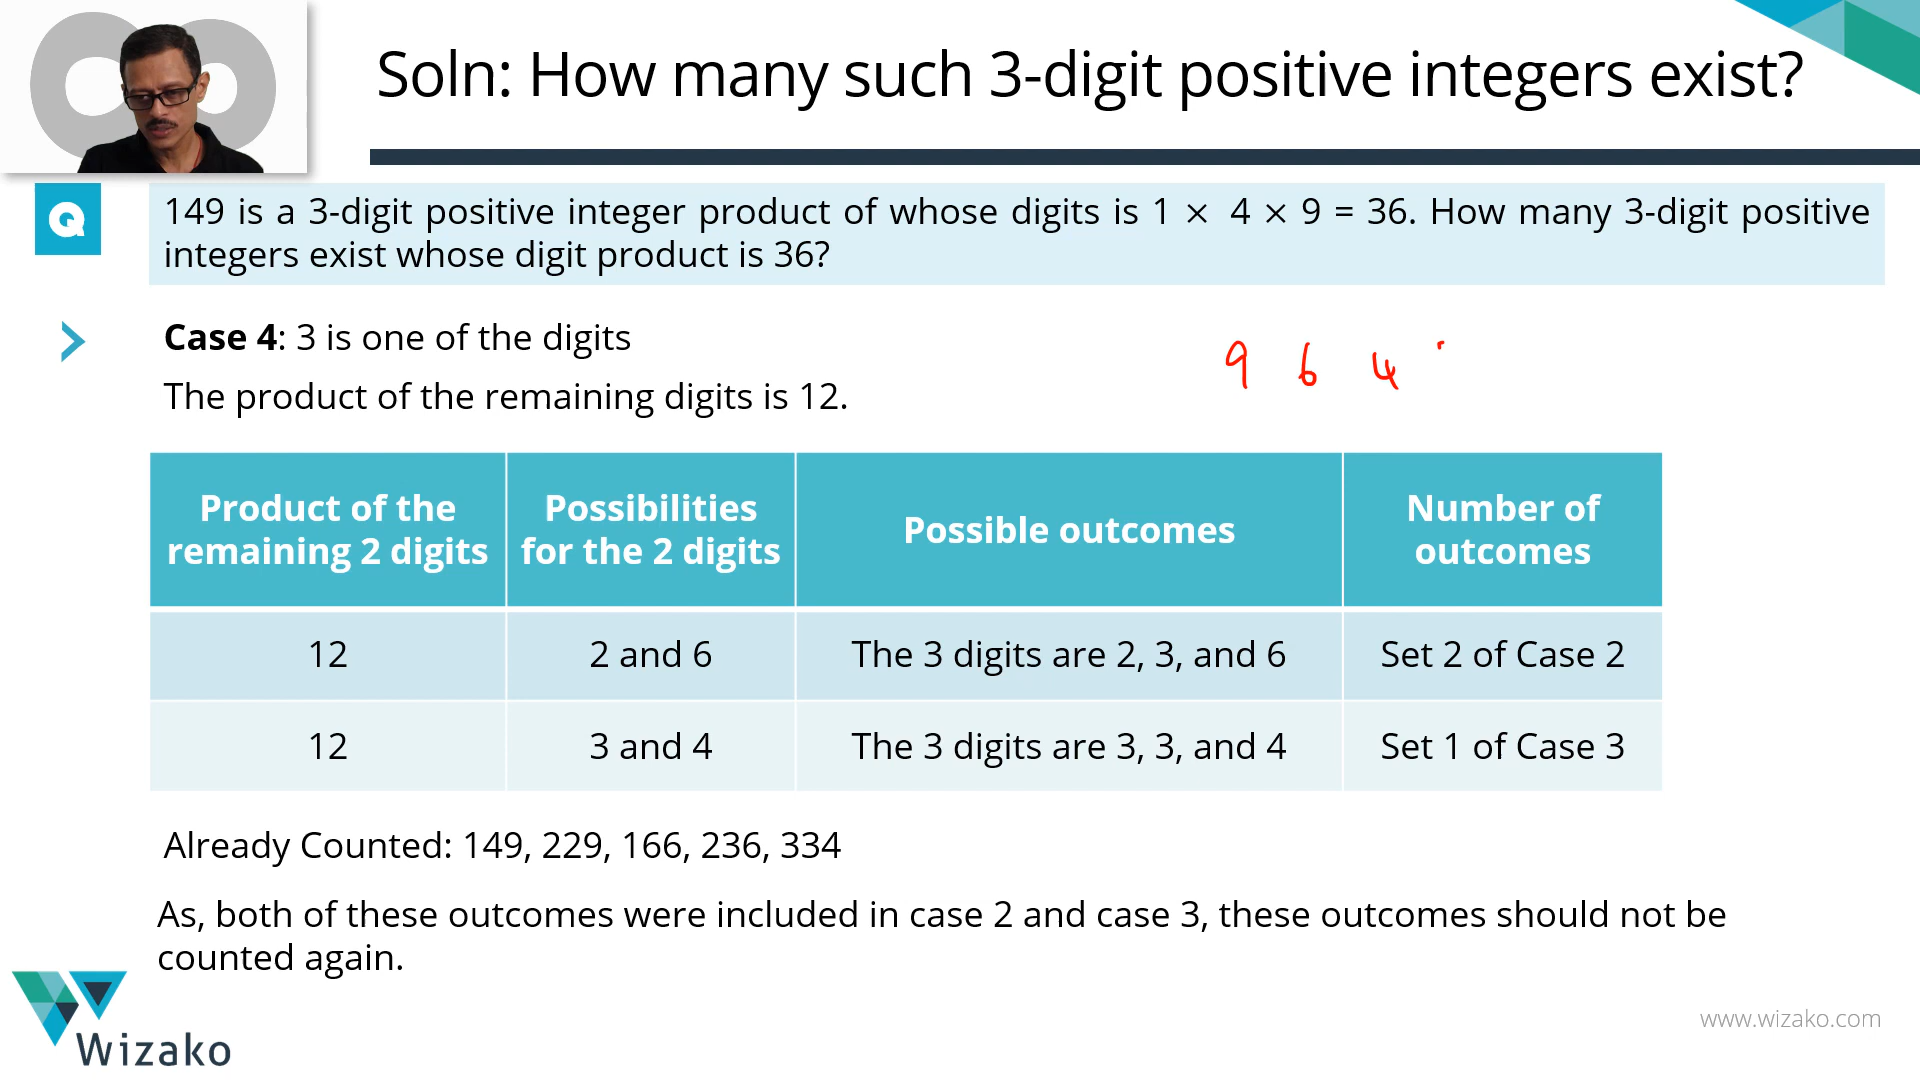 Soln: How many such 3-digit positive integers exist?
Q
149 is a 3-digit positive integer product of whose digits is 1 × 4 × 9 = 36. How many 3-digit positive
integers exist whose digit product is 36?
Case 4: 3 is one of the digits
9 6 4
The product of the remaining digits is 12.
Product of the remaining 2 digits
Possibilities for the 2 digits
Possible outcomes
Number of outcomes
12
2 and 6
The 3 digits are 2, 3, and 6
Set 2 of Case 2
12
3 and 4
The 3 digits are 3, 3, and 4
Set 1 of Case 3
Already Counted: 149, 229, 166, 236, 334
As, both of these outcomes were included in case 2 and case 3, these outcomes should not be
counted again.
Wizako
www.wizako.com